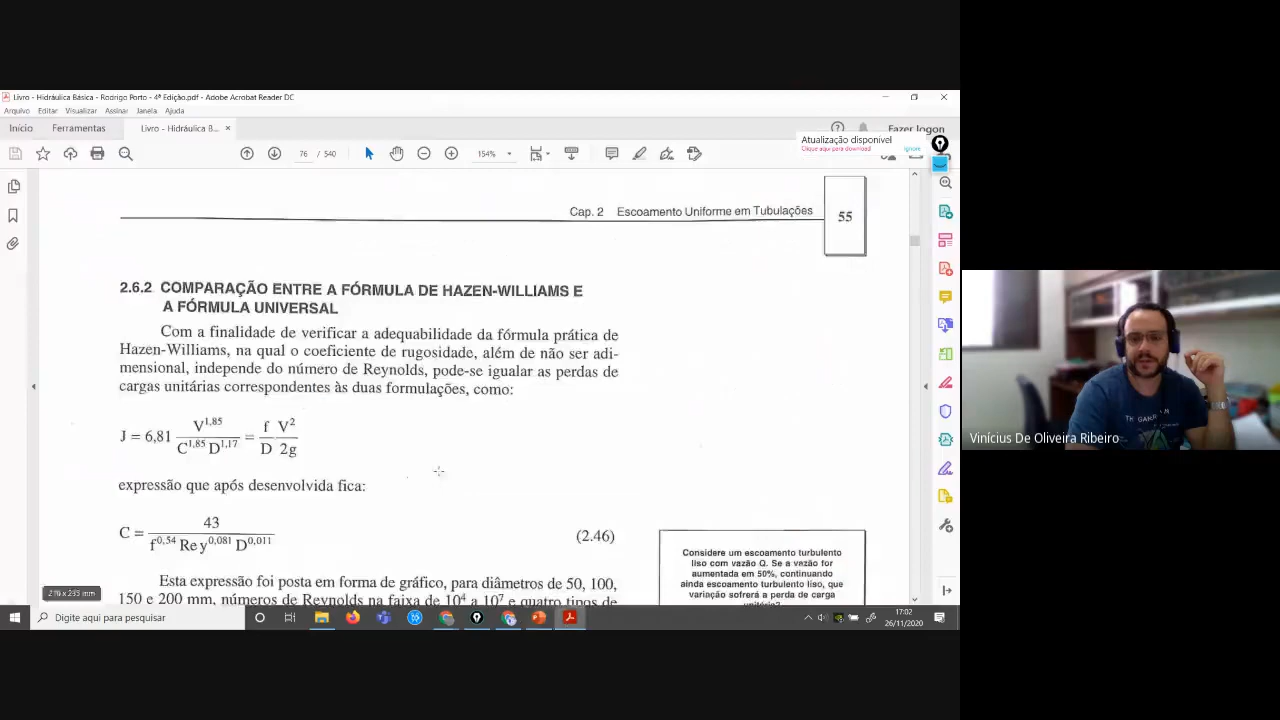 Livro - Hidráulica Básica - Rodrigo Porto - 4ª Edição.pdf - Adobe Acrobat Reader DC
Arquivo Editar Visualizar Assinar Janela Ajuda
Início Ferramentas Livro - Hidráulica B... × Fazer logon
Atualização disponível
Clique aqui para download Ignore
76 / 540 154%
Cap. 2 Escoamento Uniforme em Tubulações 55
2.6.2 COMPARAÇÃO ENTRE A FÓRMULA DE HAZEN-WILLIAMS E
A FÓRMULA UNIVERSAL
Com a finalidade de verificar a adequabilidade da fórmula prática de
Hazen-Williams, na qual o coeficiente de rugosidade, além de não ser adi-
mensional, independe do número de Reynolds, pode-se igualar as perdas de
cargas unitárias correspondentes às duas formulações, como:
J = 6,81 V^1,85 / C^1,85 D^1,17 = f/D V²/2g
expressão que após desenvolvida fica:
C = 43 / f^0,54 Rey^0,081 D^0,011 (2.46)
Considere um escoamento turbulento
liso com vazão Q. Se a vazão for
aumentada em 50%, continuando
ainda escoamento turbulento liso, que
variação sofrerá a perda de carga
unitária?
Esta expressão foi posta em forma de gráfico, para diâmetros de 50, 100,
150 e 200 mm, números de Reynolds na faixa de 10⁴ a 10⁷ e quatro tipos de
210 x 235 mm
Vinícius De Oliveira Ribeiro
Digite aqui para pesquisar
17:02
26/11/2020